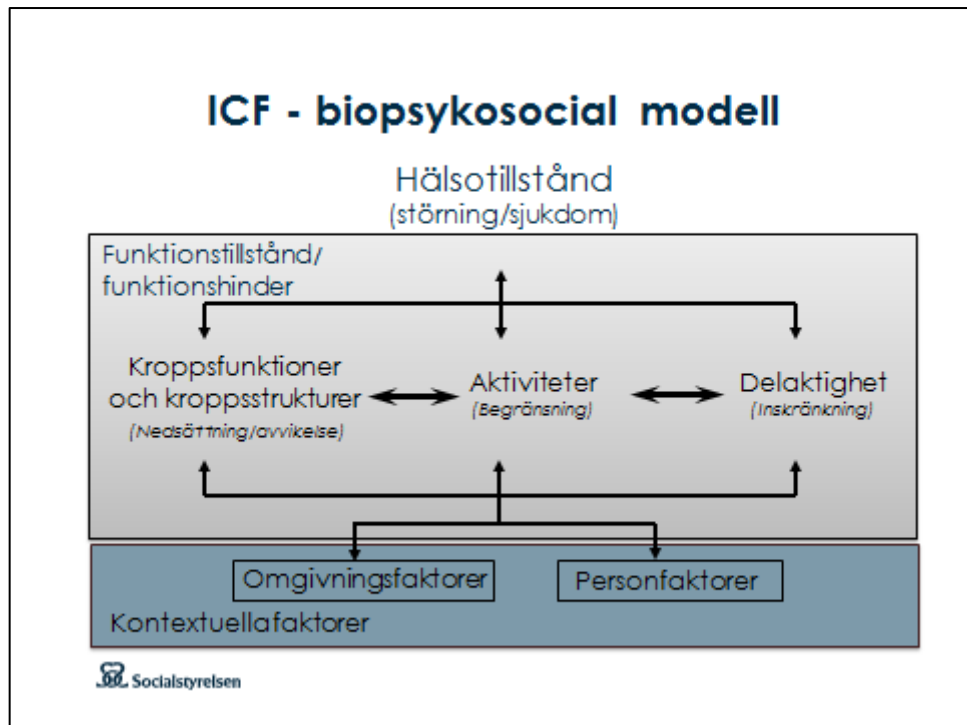 ICF - biopsykosocial modell
Hälsotillstånd
(störning/sjukdom)
Funktionstillstånd/
funktionshinder
Kroppsfunktioner
och kroppsstrukturer
(Nedsättning/avvikelse)
Aktiviteter
(Begränsning)
Delaktighet
(Inskränkning)
Omgivningsfaktorer
Personfaktorer
Kontextuellafaktorer
Socialstyrelsen